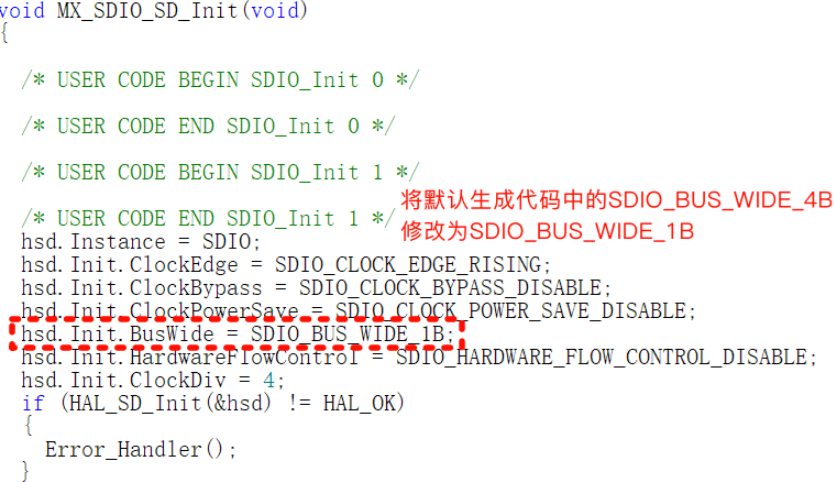 void MX_SDIO_SD_Init(void)
{
/* USER CODE BEGIN SDIO_Init 0 */
/* USER CODE END SDIO_Init 0 */
/* USER CODE BEGIN SDIO_Init 1 */
/* USER CODE END SDIO_Init 1 */
将默认生成代码中的SDIO_BUS_WIDE_4B
修改为SDIO_BUS_WIDE_1B
hsd.Instance = SDIO;
hsd.Init.ClockEdge = SDIO_CLOCK_EDGE_RISING;
hsd.Init.ClockBypass = SDIO_CLOCK_BYPASS_DISABLE;
hsd.Init.ClockPowerSave = SDIO_CLOCK_POWER_SAVE_DISABLE;
hsd.Init.BusWide = SDIO_BUS_WIDE_1B;
hsd.Init.HardwareFlowControl = SDIO_HARDWARE_FLOW_CONTROL_DISABLE;
hsd.Init.ClockDiv = 4;
if (HAL_SD_Init(&hsd) != HAL_OK)
{
Error_Handler();
}